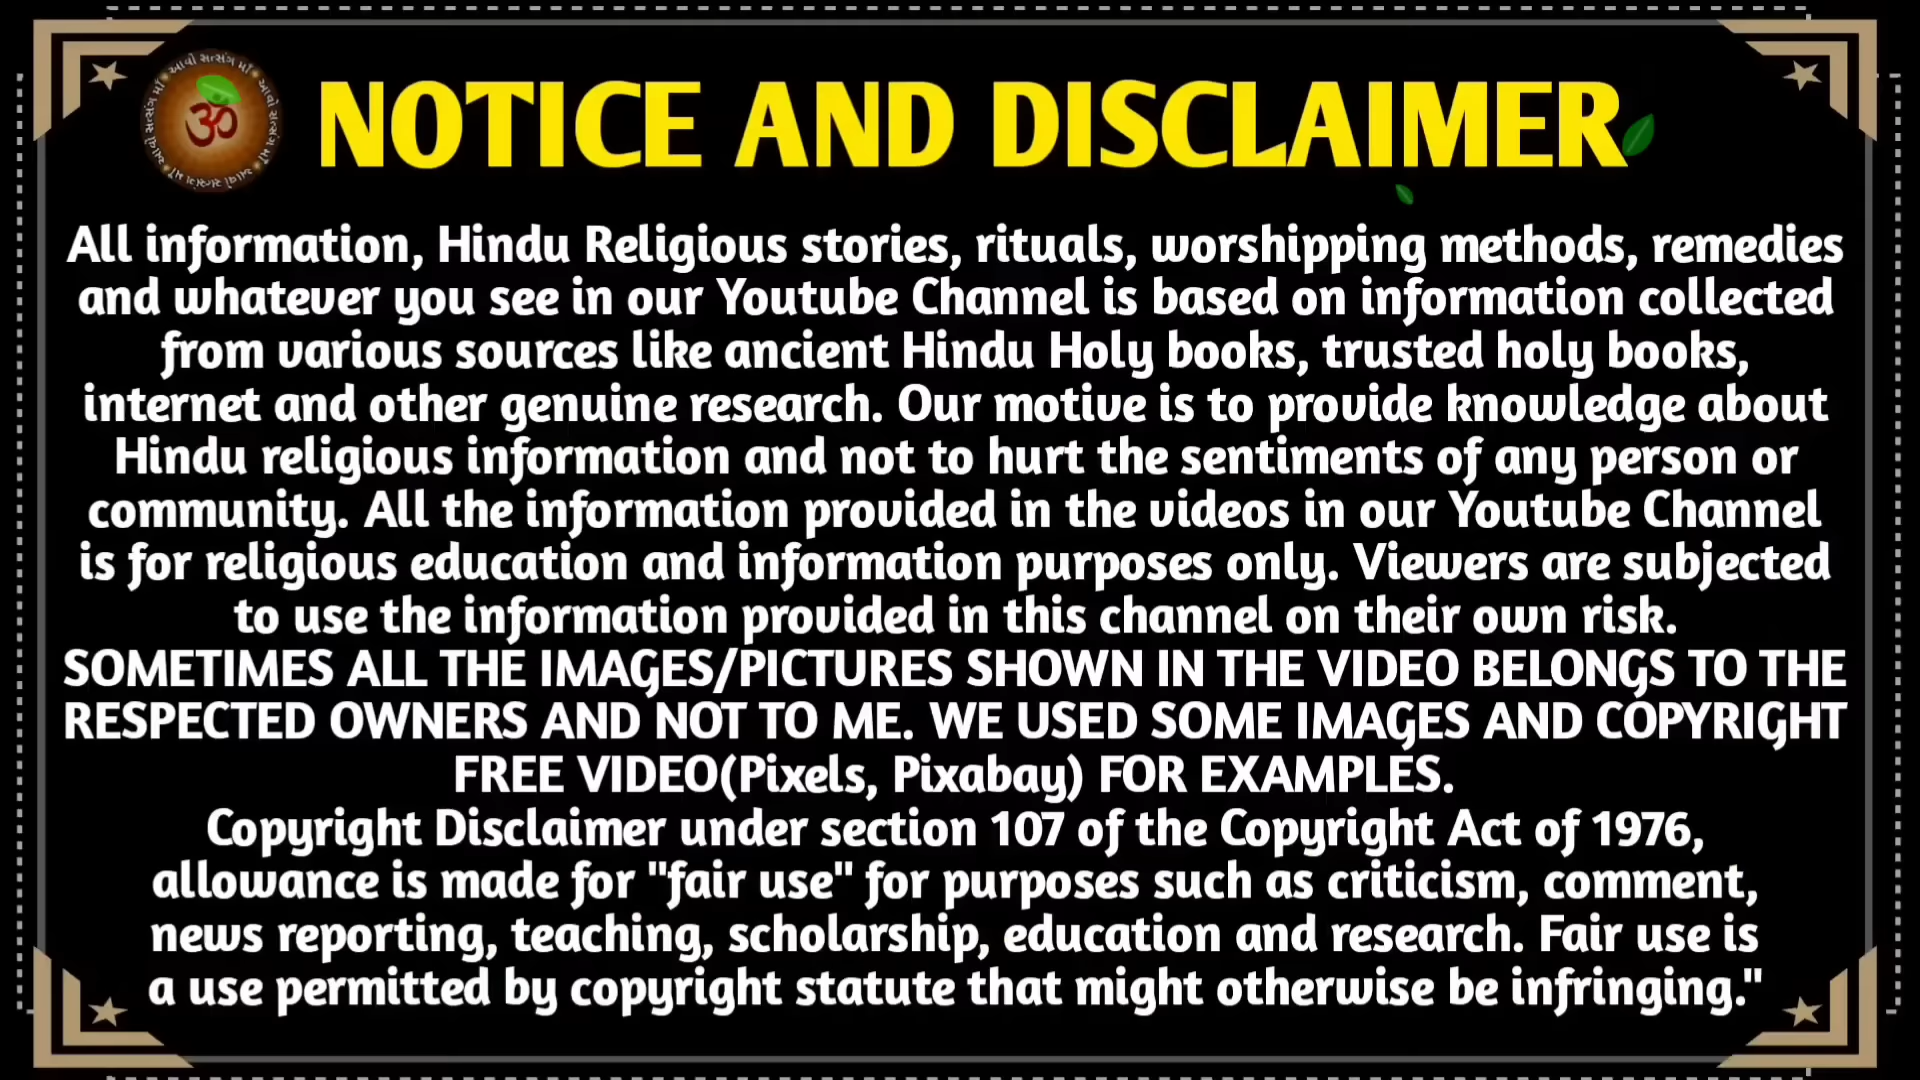 આવો સત્સંગ માઁ આવો સત્સંગ માઁ આવો સત્સંગ માઁ આવો સત્સંગ માઁ
ॐ
NOTICE AND DISCLAIMER
All information, Hindu Religious stories, rituals, worshipping methods, remedies
and whatever you see in our Youtube Channel is based on information collected
from various sources like ancient Hindu Holy books, trusted holy books,
internet and other genuine research. Our motive is to provide knowledge about
Hindu religious information and not to hurt the sentiments of any person or
community. All the information provided in the videos in our Youtube Channel
is for religious education and information purposes only. Viewers are subjected
to use the information provided in this channel on their own risk.
SOMETIMES ALL THE IMAGES/PICTURES SHOWN IN THE VIDEO BELONGS TO THE
RESPECTED OWNERS AND NOT TO ME. WE USED SOME IMAGES AND COPYRIGHT
FREE VIDEO(Pixels, Pixabay) FOR EXAMPLES.
Copyright Disclaimer under section 107 of the Copyright Act of 1976,
allowance is made for "fair use" for purposes such as criticism, comment,
news reporting, teaching, scholarship, education and research. Fair use is
a use permitted by copyright statute that might otherwise be infringing."